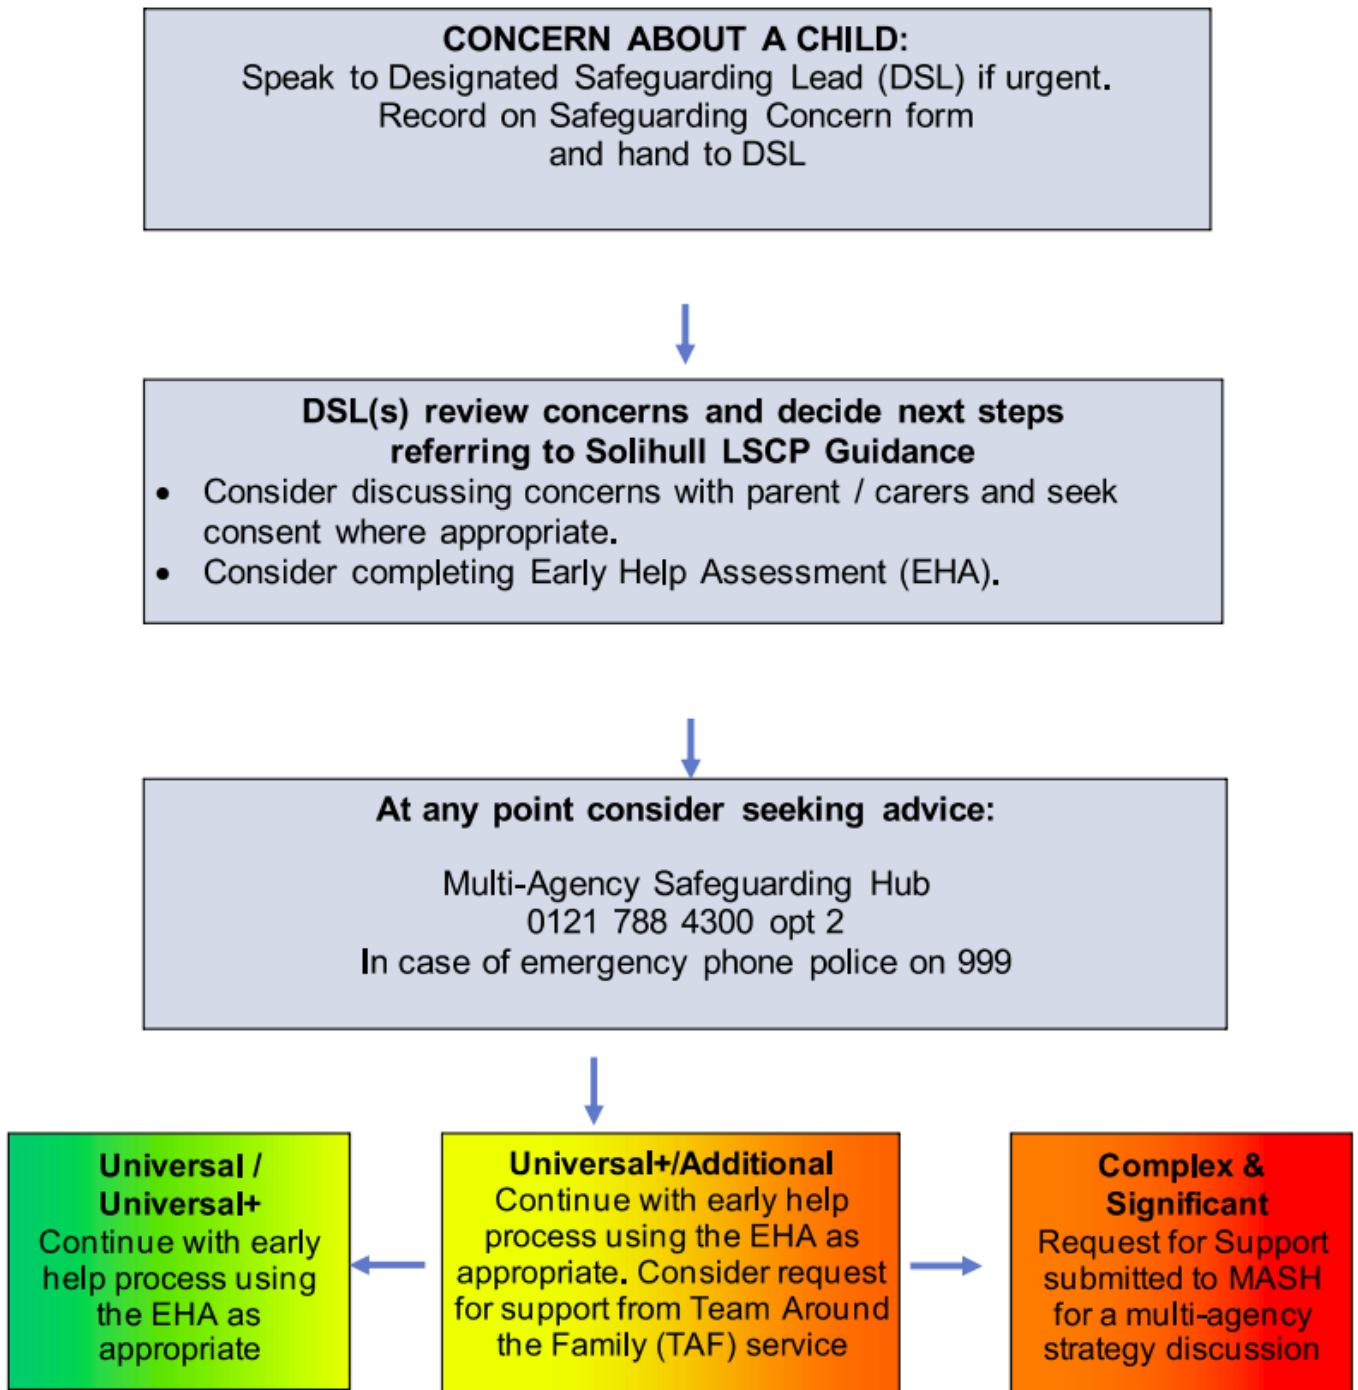 CONCERN ABOUT A CHILD:
Speak to Designated Safeguarding Lead (DSL) if urgent.
Record on Safeguarding Concern form
and hand to DSL
DSL(s) review concerns and decide next steps
referring to Solihull LSCP Guidance
• Consider discussing concerns with parent / carers and seek
consent where appropriate.
• Consider completing Early Help Assessment (EHA).
At any point consider seeking advice:
Multi-Agency Safeguarding Hub
0121 788 4300 opt 2
In case of emergency phone police on 999
Universal /
Universal+
Continue with early
help process using
the EHA as
appropriate
Universal+/Additional
Continue with early help
process using the EHA as
appropriate. Consider request
for support from Team Around
the Family (TAF) service
Complex &
Significant
Request for Support
submitted to MASH
for a multi-agency
strategy discussion